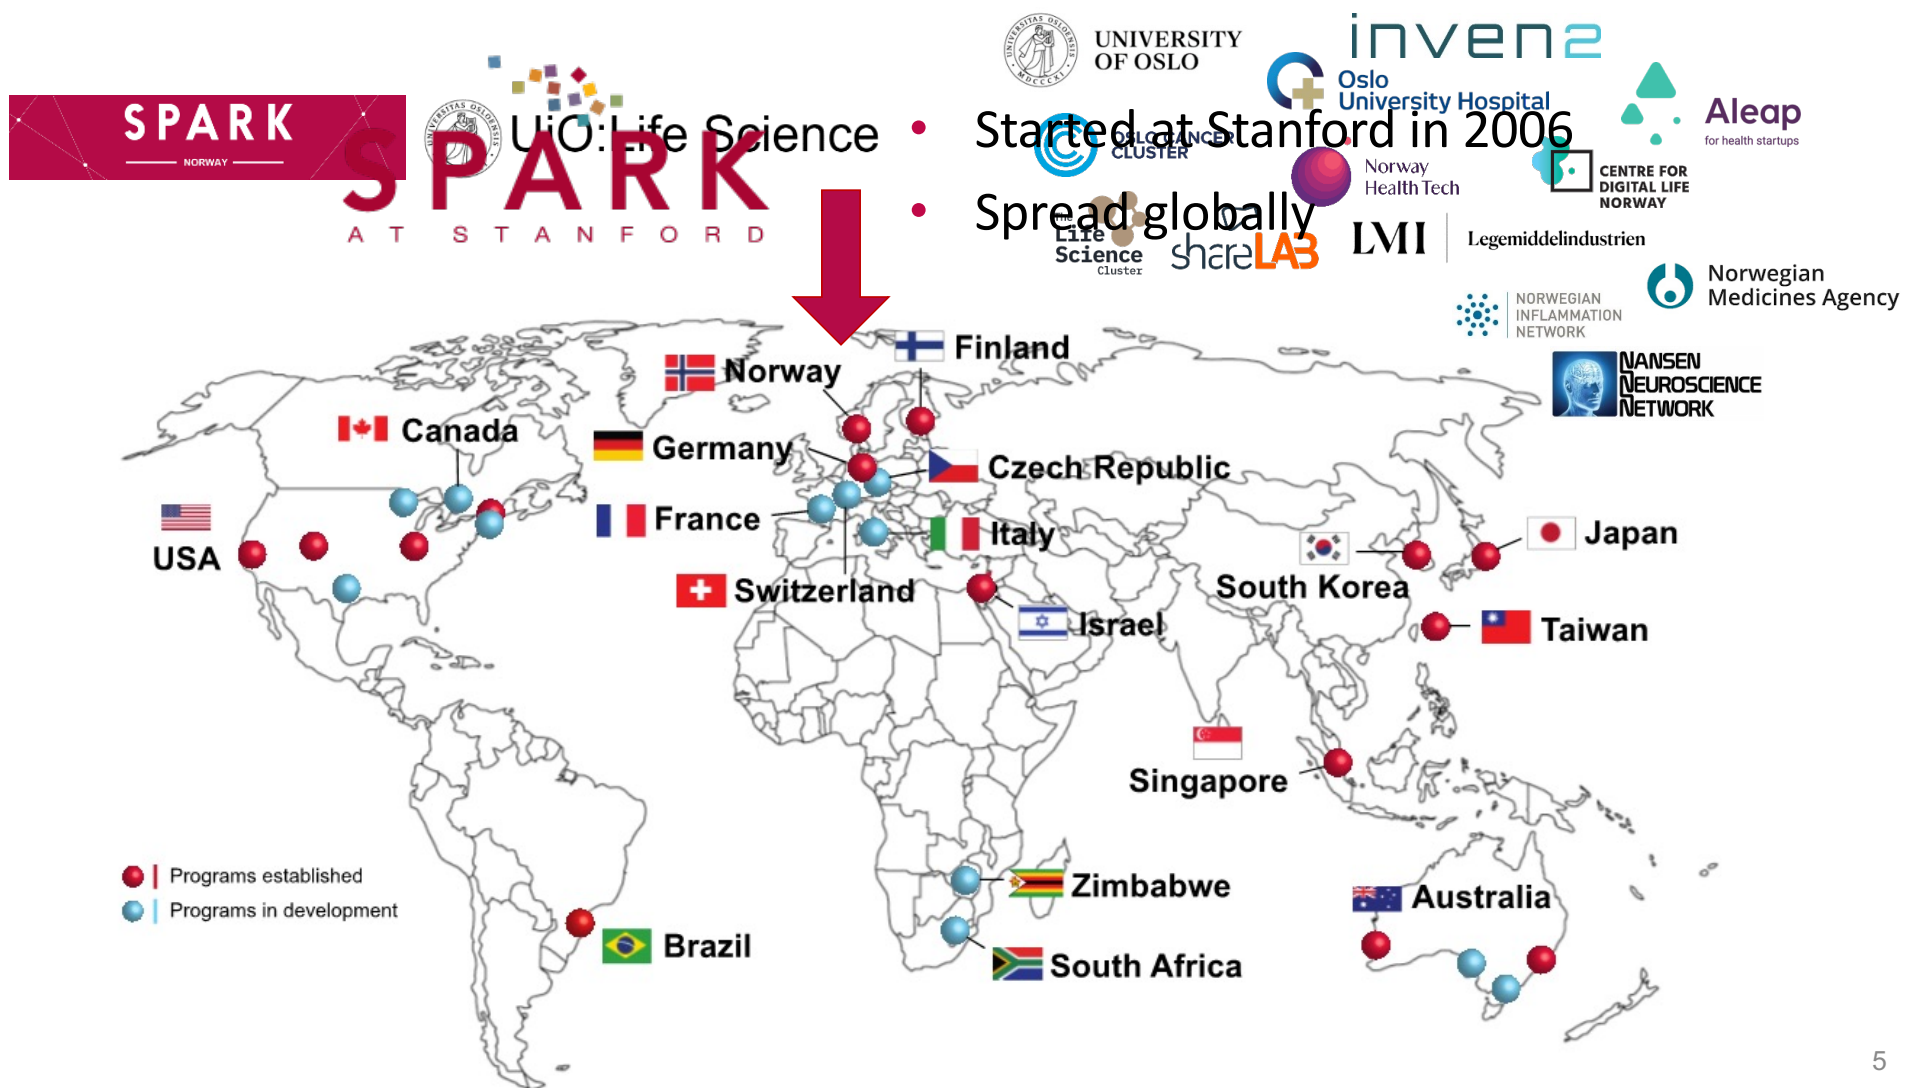 SPARK
NORWAY
UiO:Life Science
SPARK
AT STANFORD
• Started at Stanford in 2006
• Spread globally
UNIVERSITY
OF OSLO
inven2
Oslo
University Hospital
Aleap
for health startups
OSLO CANCER
CLUSTER
Norway
Health Tech
CENTRE FOR
DIGITAL LIFE
NORWAY
The
Life
Science
Cluster
shareLAB
LMI
Legemiddelindustrien
Norwegian
Medicines Agency
NORWEGIAN
INFLAMMATION
NETWORK
NANSEN
NEUROSCIENCE
NETWORK
Finland
Norway
Canada
Germany
Czech Republic
USA
France
Italy
Japan
South Korea
Switzerland
Israel
Taiwan
Singapore
Programs established
Programs in development
Zimbabwe
Australia
Brazil
South Africa
5